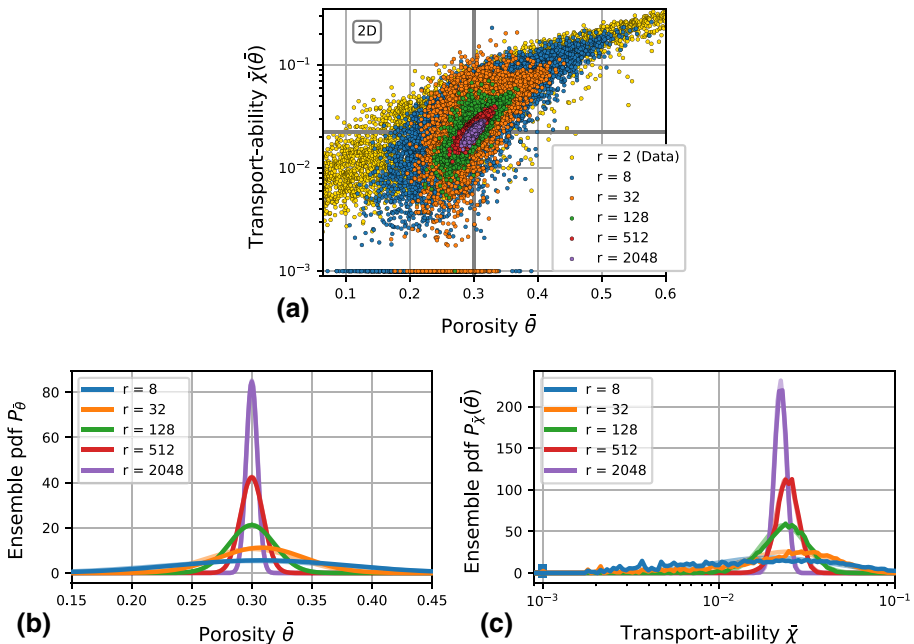 2D
Transport-ability χ̄(θ̄)
10⁻¹
10⁻²
10⁻³
r = 2 (Data)
r = 8
r = 32
r = 128
r = 512
r = 2048
0.1 0.2 0.3 0.4 0.5 0.6
(a)
Porosity θ̄
Ensemble pdf P_θ̄
80
60
40
20
0
r = 8
r = 32
r = 128
r = 512
r = 2048
0.15 0.20 0.25 0.30 0.35 0.40 0.45
(b)
Porosity θ̄
Ensemble pdf P_χ̄(θ̄)
200
150
100
50
0
r = 8
r = 32
r = 128
r = 512
r = 2048
10⁻³ 10⁻² 10⁻¹
(c)
Transport-ability χ̄